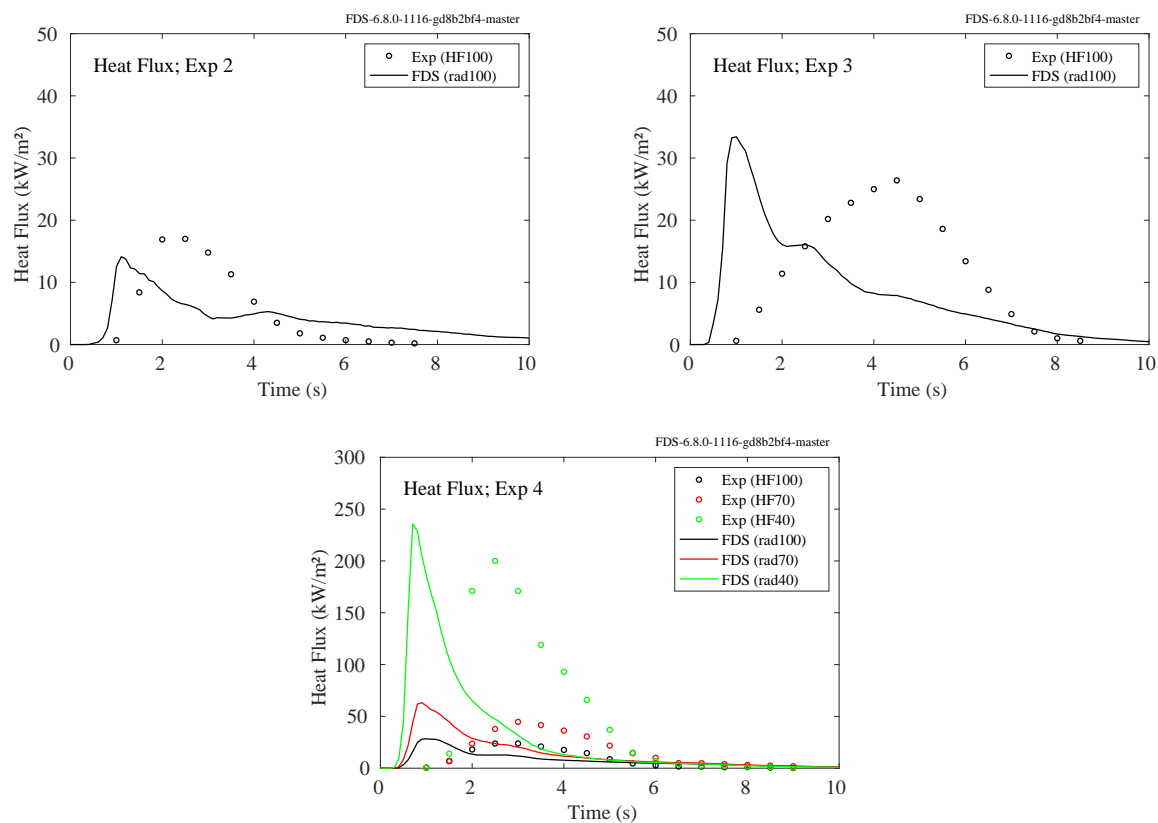 FDS-6.8.0-1116-gd8b2bf4-master
50
40
30
20
10
0
Heat Flux (kW/m²)
Heat Flux; Exp 2
Exp (HF100)
FDS (rad100)
0 2 4 6 8 10
Time (s)
FDS-6.8.0-1116-gd8b2bf4-master
50
40
30
20
10
0
Heat Flux (kW/m²)
Heat Flux; Exp 3
Exp (HF100)
FDS (rad100)
0 2 4 6 8 10
Time (s)
FDS-6.8.0-1116-gd8b2bf4-master
300
250
200
150
100
50
0
Heat Flux (kW/m²)
Heat Flux; Exp 4
Exp (HF100)
Exp (HF70)
Exp (HF40)
FDS (rad100)
FDS (rad70)
FDS (rad40)
0 2 4 6 8 10
Time (s)